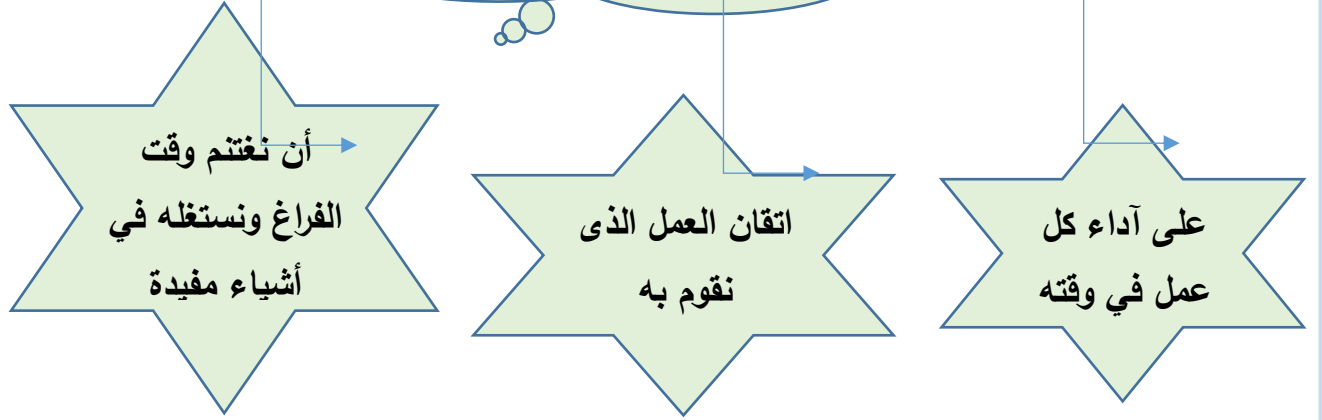 على آداء كل
عمل في وقته
اتقان العمل الذى
نقوم به
أن نغتنم وقت
الفراغ ونستغله في
أشياء مفيدة